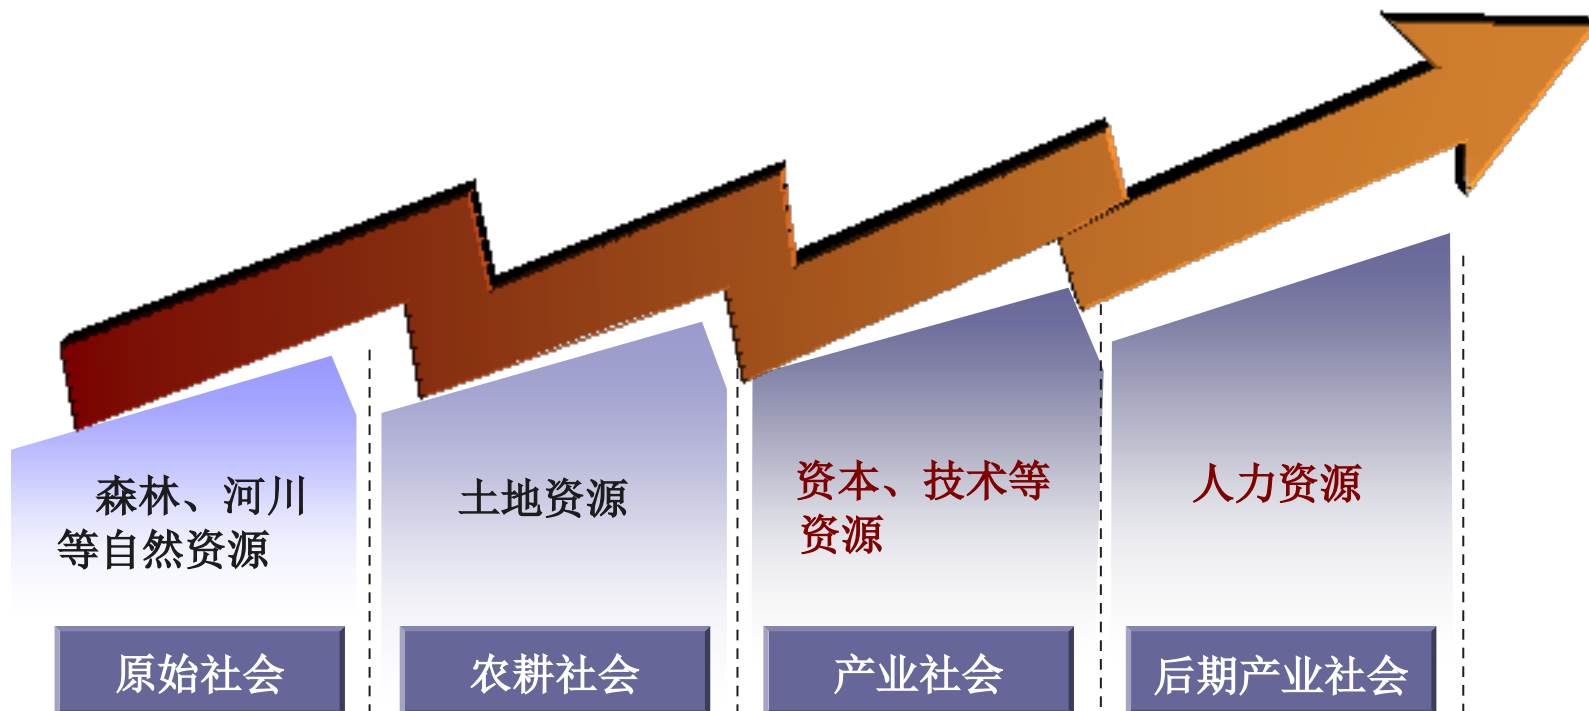 森林、河川
等自然资源
土地资源
资本、技术等
资源
人力资源
原始社会
农耕社会
产业社会
后期产业社会